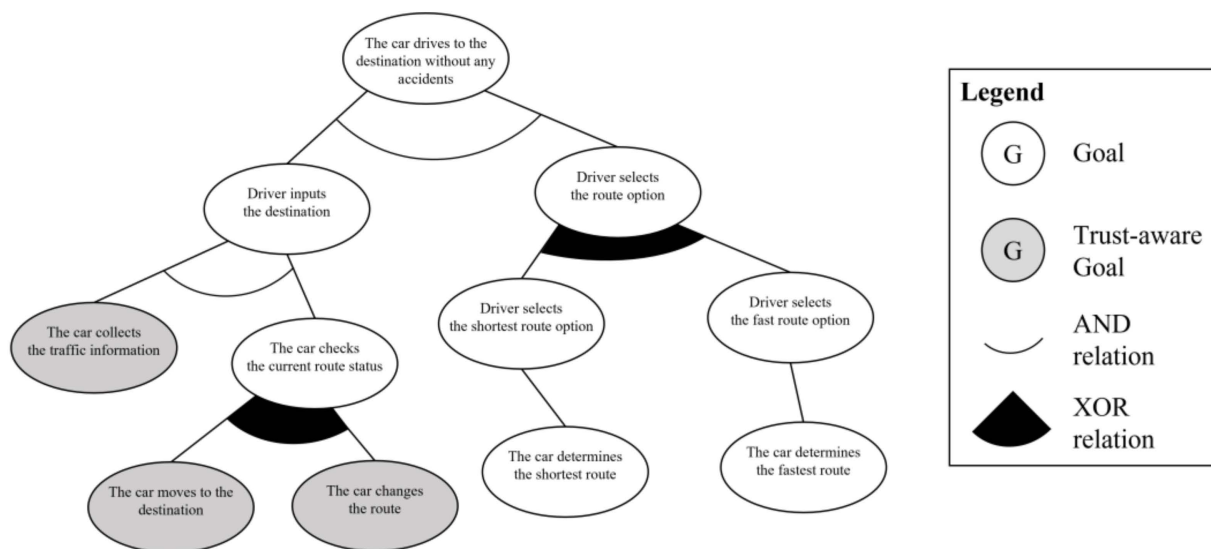 The car drives to the
destination without any
accidents
Driver inputs
the destination
Driver selects
the route option
The car collects
the traffic information
The car checks
the current route status
Driver selects
the shortest route option
Driver selects
the fast route option
The car moves to the
destination
The car changes
the route
The car determines
the shortest route
The car determines
the fastest route
Legend
G
Goal
G
Trust-aware
Goal
AND
relation
XOR
relation